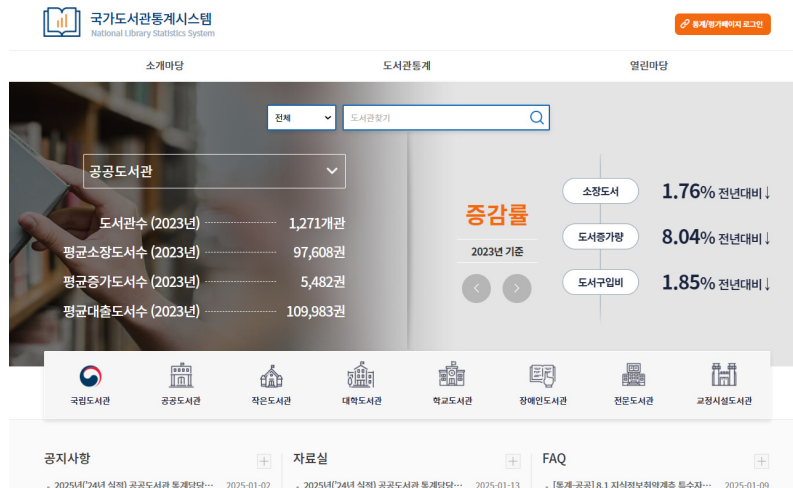 국가도서관통계시스템
National Library Statistics System
통계/평가페이지 로그인
소개마당 도서관통계 열린마당
전체 도서관찾기
공공도서관
도서관수 (2023년) 1,271개관
평균소장도서수 (2023년) 97,608권
평균증가도서수 (2023년) 5,482권
평균대출도서수 (2023년) 109,983권
증감률
2023년 기준
소장도서 1.76% 전년대비↓
도서증가량 8.04% 전년대비↓
도서구입비 1.85% 전년대비↓
국립도서관 공공도서관 작은도서관 대학도서관 학교도서관 장애인도서관 전문도서관 교정시설도서관
공지사항 자료실 FAQ
2025년('24년 실적) 공공도서관 통계담당… 2025-01-02 2025년('24년 실적) 공공도서관 통계담당… 2025-01-13 [통계-공공] 8.1 지식정보취약계층 특수자… 2025-01-09